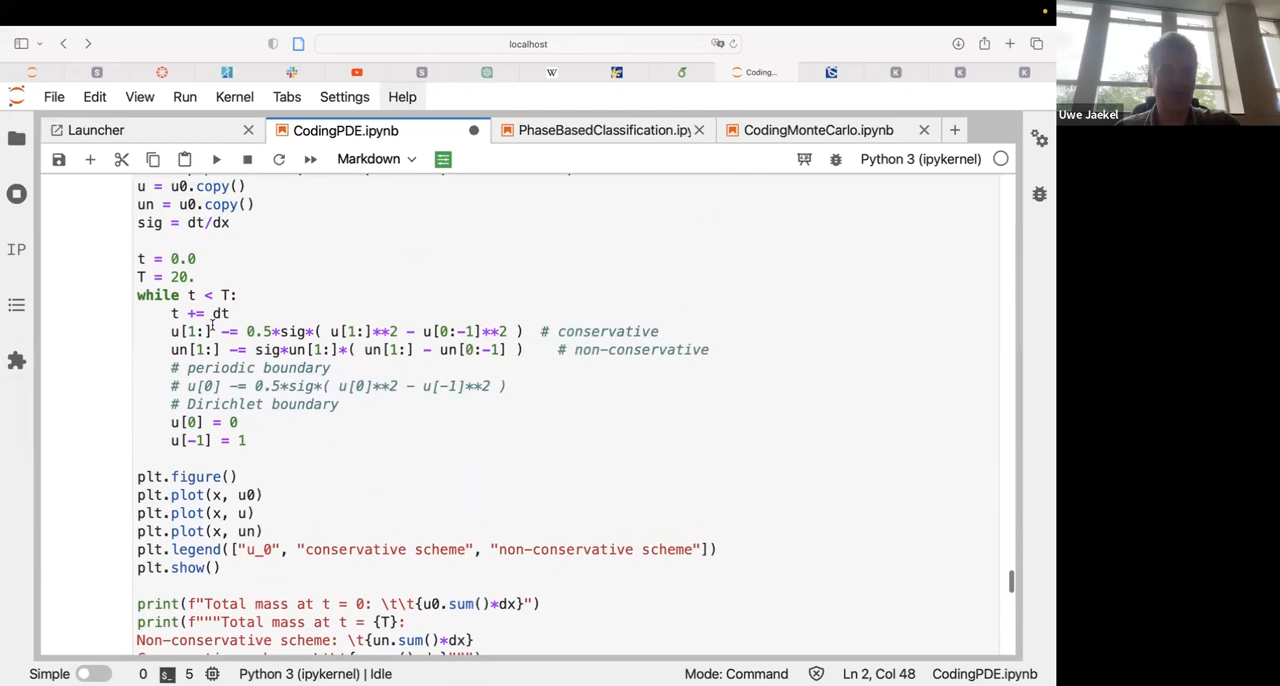 localhost
Coding...
File Edit View Run Kernel Tabs Settings Help
Uwe Jaekel
Launcher CodingPDE.ipynb PhaseBasedClassification.ipy CodingMonteCarlo.ipynb
Markdown Python 3 (ipykernel)
IP
u = u0.copy()
un = u0.copy()
sig = dt/dx
t = 0.0
T = 20.
while t < T:
t += dt
u[1:] -= 0.5*sig*( u[1:]**2 - u[0:-1]**2 ) # conservative
un[1:] -= sig*un[1:]*( un[1:] - un[0:-1] ) # non-conservative
# periodic boundary
# u[0] -= 0.5*sig*( u[0]**2 - u[-1]**2 )
# Dirichlet boundary
u[0] = 0
u[-1] = 1
plt.figure()
plt.plot(x, u0)
plt.plot(x, u)
plt.plot(x, un)
plt.legend(["u_0", "conservative scheme", "non-conservative scheme"])
plt.show()
print(f"Total mass at t = 0: \t\t{u0.sum()*dx}")
print(f"""Total mass at t = {T}:
Non-conservative scheme: \t{un.sum()*dx}
Simple 0 5 Python 3 (ipykernel) | Idle Mode: Command Ln 2, Col 48 CodingPDE.ipynb